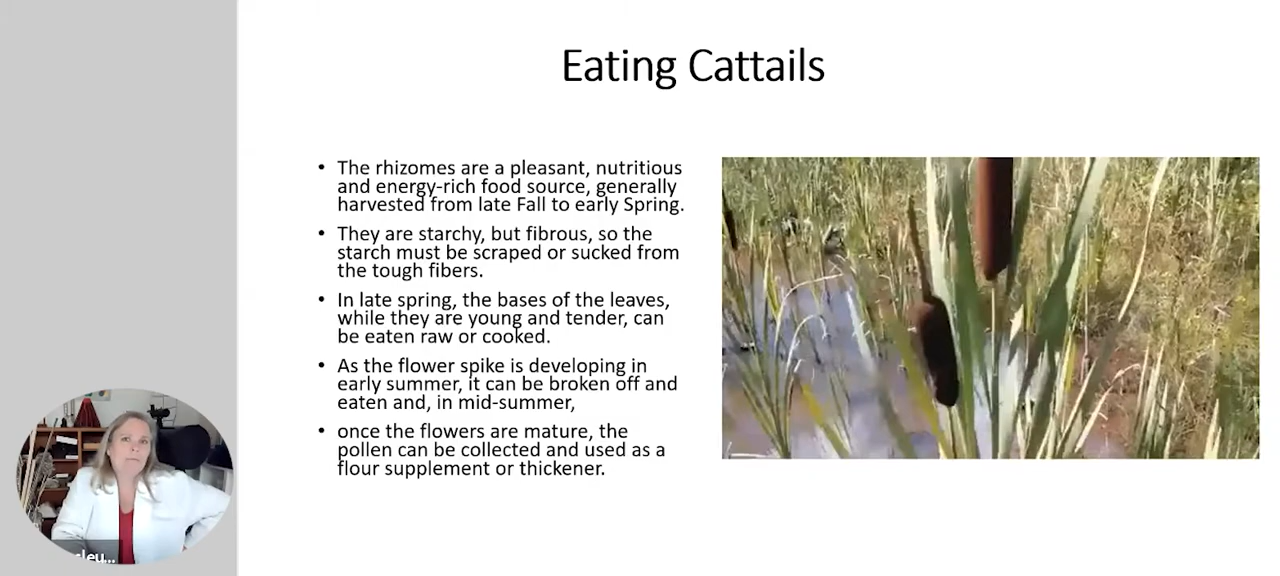 Eating Cattails
• The rhizomes are a pleasant, nutritious
and energy-rich food source, generally
harvested from late Fall to early Spring.
• They are starchy, but fibrous, so the
starch must be scraped or sucked from
the tough fibers.
• In late spring, the bases of the leaves,
while they are young and tender, can
be eaten raw or cooked.
• As the flower spike is developing in
early summer, it can be broken off and
eaten and, in mid-summer,
• once the flowers are mature, the
pollen can be collected and used as a
flour supplement or thickener.